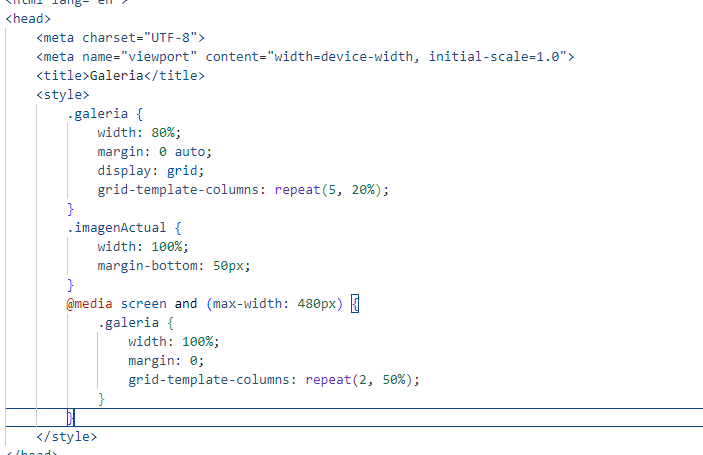 <html lang="en">
<head>
<meta charset="UTF-8">
<meta name="viewport" content="width=device-width, initial-scale=1.0">
<title>Galeria</title>
<style>
.galeria {
width: 80%;
margin: 0 auto;
display: grid;
grid-template-columns: repeat(5, 20%);
}
.imagenActual {
width: 100%;
margin-bottom: 50px;
}
@media screen and (max-width: 480px) {
.galeria {
width: 100%;
margin: 0;
grid-template-columns: repeat(2, 50%);
}
}
</style>
</head>